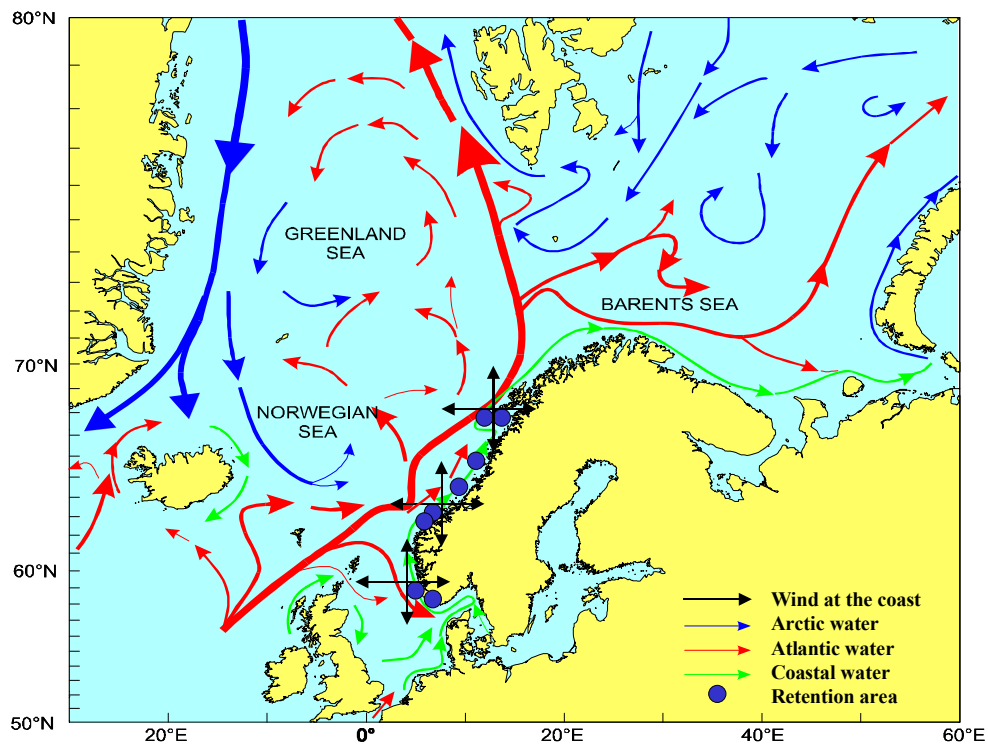 80°N
GREENLAND
SEA
BARENTS SEA
70°N
NORWEGIAN
SEA
60°N
Wind at the coast
Arctic water
Atlantic water
Coastal water
Retention area
50°N
20°E
0°
20°E
40°E
60°E